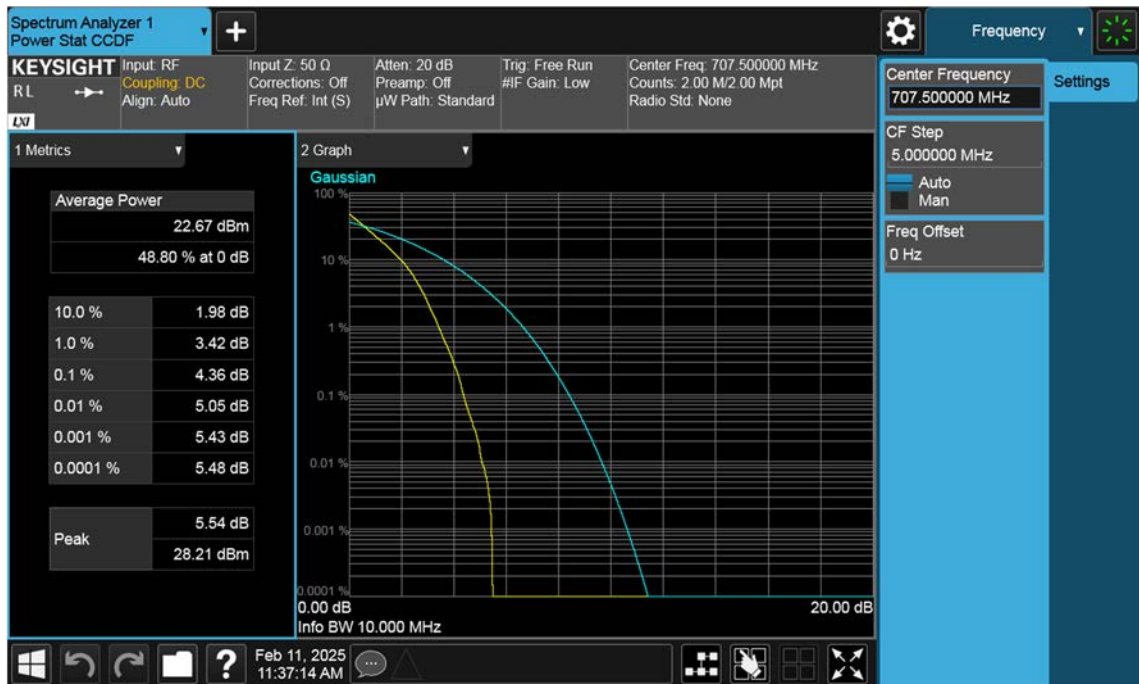 Spectrum Analyzer 1
Power Stat CCDF
+
Frequency
KEYSIGHT
RL
LXI
Input: RF
Coupling: DC
Align: Auto
Input Z: 50 Ω
Corrections: Off
Freq Ref: Int (S)
Atten: 20 dB
Preamp: Off
µW Path: Standard
Trig: Free Run
#IF Gain: Low
Center Freq: 707.500000 MHz
Counts: 2.00 M/2.00 Mpt
Radio Std: None
Center Frequency
707.500000 MHz
Settings
CF Step
5.000000 MHz
Auto
Man
Freq Offset
0 Hz
1 Metrics
Average Power
22.67 dBm
48.80 % at 0 dB
10.0 % 1.98 dB
1.0 % 3.42 dB
0.1 % 4.36 dB
0.01 % 5.05 dB
0.001 % 5.43 dB
0.0001 % 5.48 dB
Peak
5.54 dB
28.21 dBm
2 Graph
Gaussian
100 %
10 %
1 %
0.1 %
0.01 %
0.001 %
0.0001 %
0.00 dB 20.00 dB
Info BW 10.000 MHz
?
Feb 11, 2025
11:37:14 AM